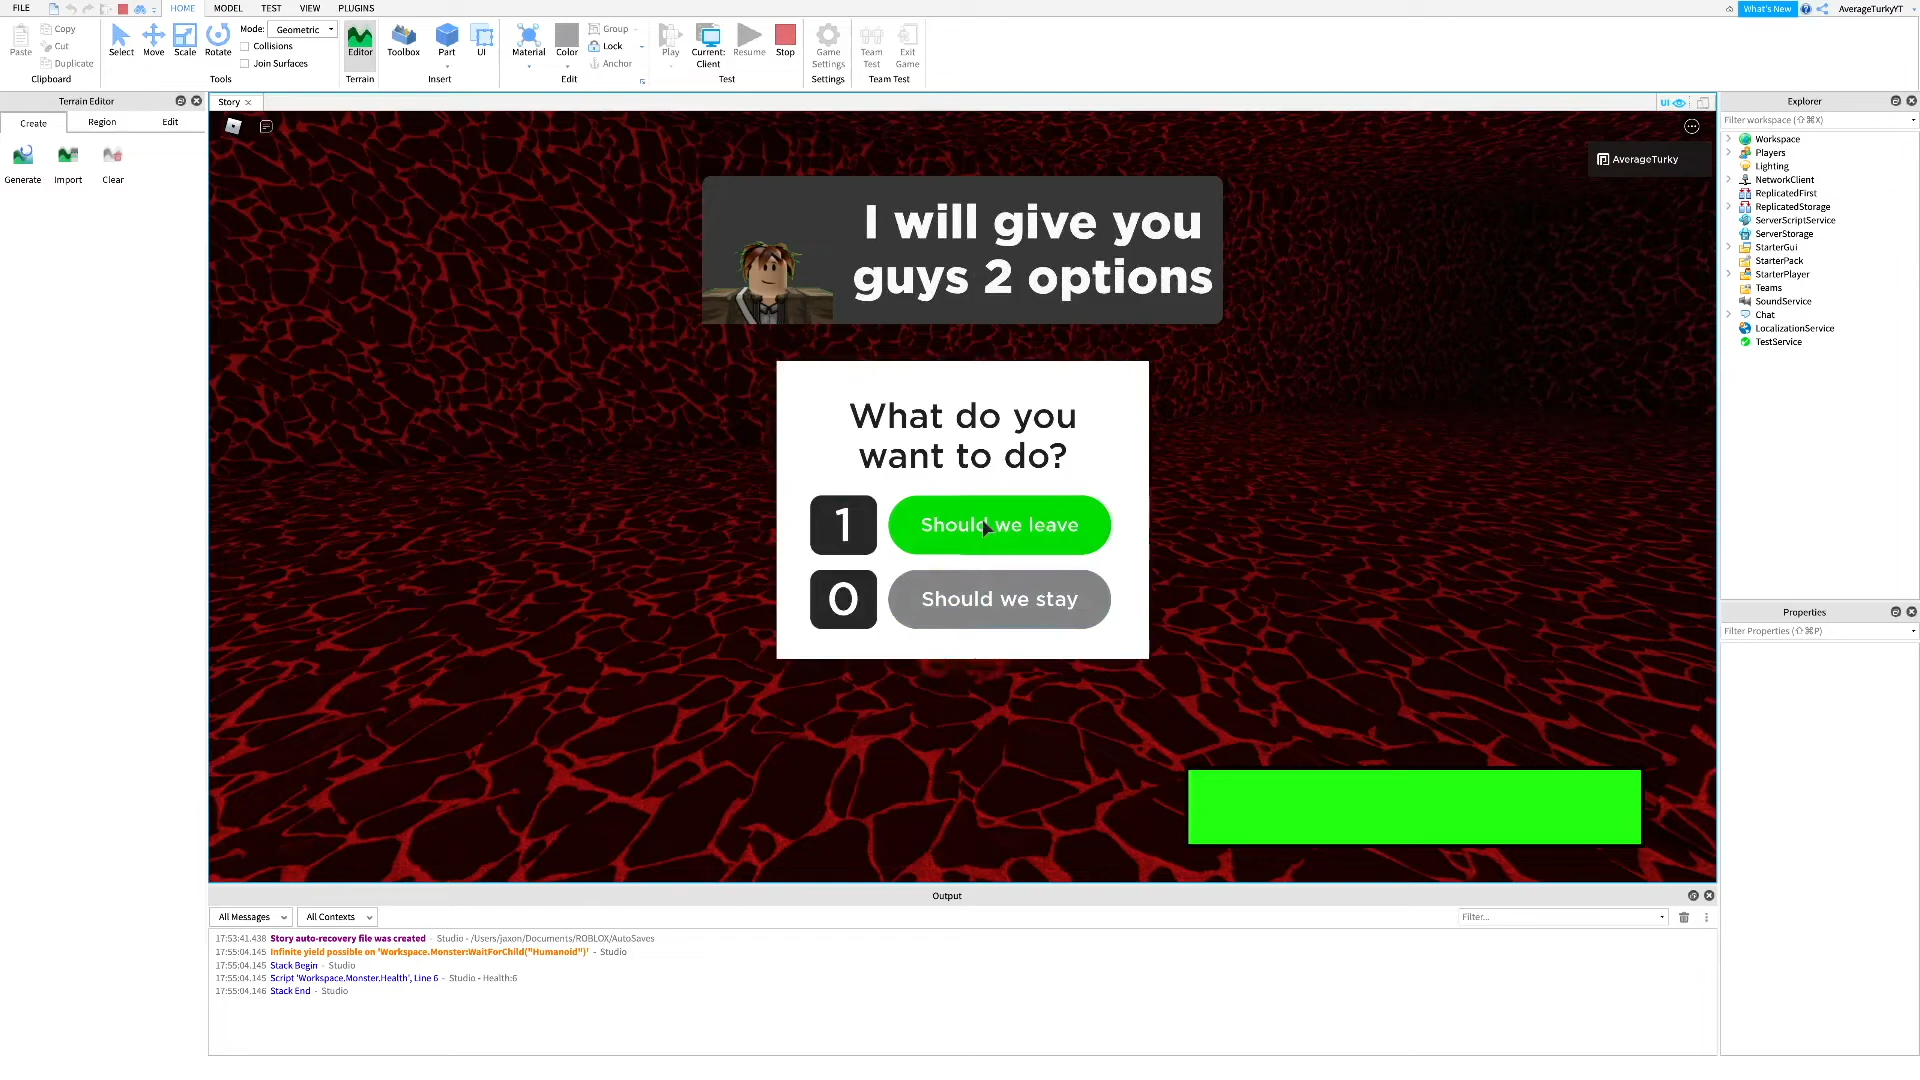 FILE
HOME
MODEL
TEST
VIEW
PLUGINS
What's New
AverageTurkyYT
Paste
Copy
Cut
Duplicate
Clipboard
Select
Move
Scale
Rotate
Mode: Geometric
Collisions
Join Surfaces
Tools
Editor
Terrain
Toolbox
Part
UI
Insert
Material
Color
Group
Lock
Anchor
Edit
Play
Current:
Client
Resume
Stop
Test
Game
Settings
Settings
Team
Test
Exit
Game
Team Test
Terrain Editor
Create
Region
Edit
Generate
Import
Clear
Story
UI
AverageTurky
I will give you
guys 2 options
What do you
want to do?
1
Should we leave
0
Should we stay
Explorer
Filter workspace (⇧⌘X)
Workspace
Players
Lighting
NetworkClient
ReplicatedFirst
ReplicatedStorage
ServerScriptService
ServerStorage
StarterGui
StarterPack
StarterPlayer
Teams
SoundService
Chat
LocalizationService
TestService
Properties
Filter Properties (⇧⌘P)
Output
All Messages
All Contexts
Filter...
17:53:41.438 Story auto-recovery file was created - Studio - /Users/jaxon/Documents/ROBLOX/AutoSaves
17:55:04.145 Infinite yield possible on 'Workspace.Monster:WaitForChild("Humanoid")' - Studio
17:55:04.145 Stack Begin - Studio
17:55:04.145 Script 'Workspace.Monster.Health', Line 6 - Studio - Health:6
17:55:04.146 Stack End - Studio